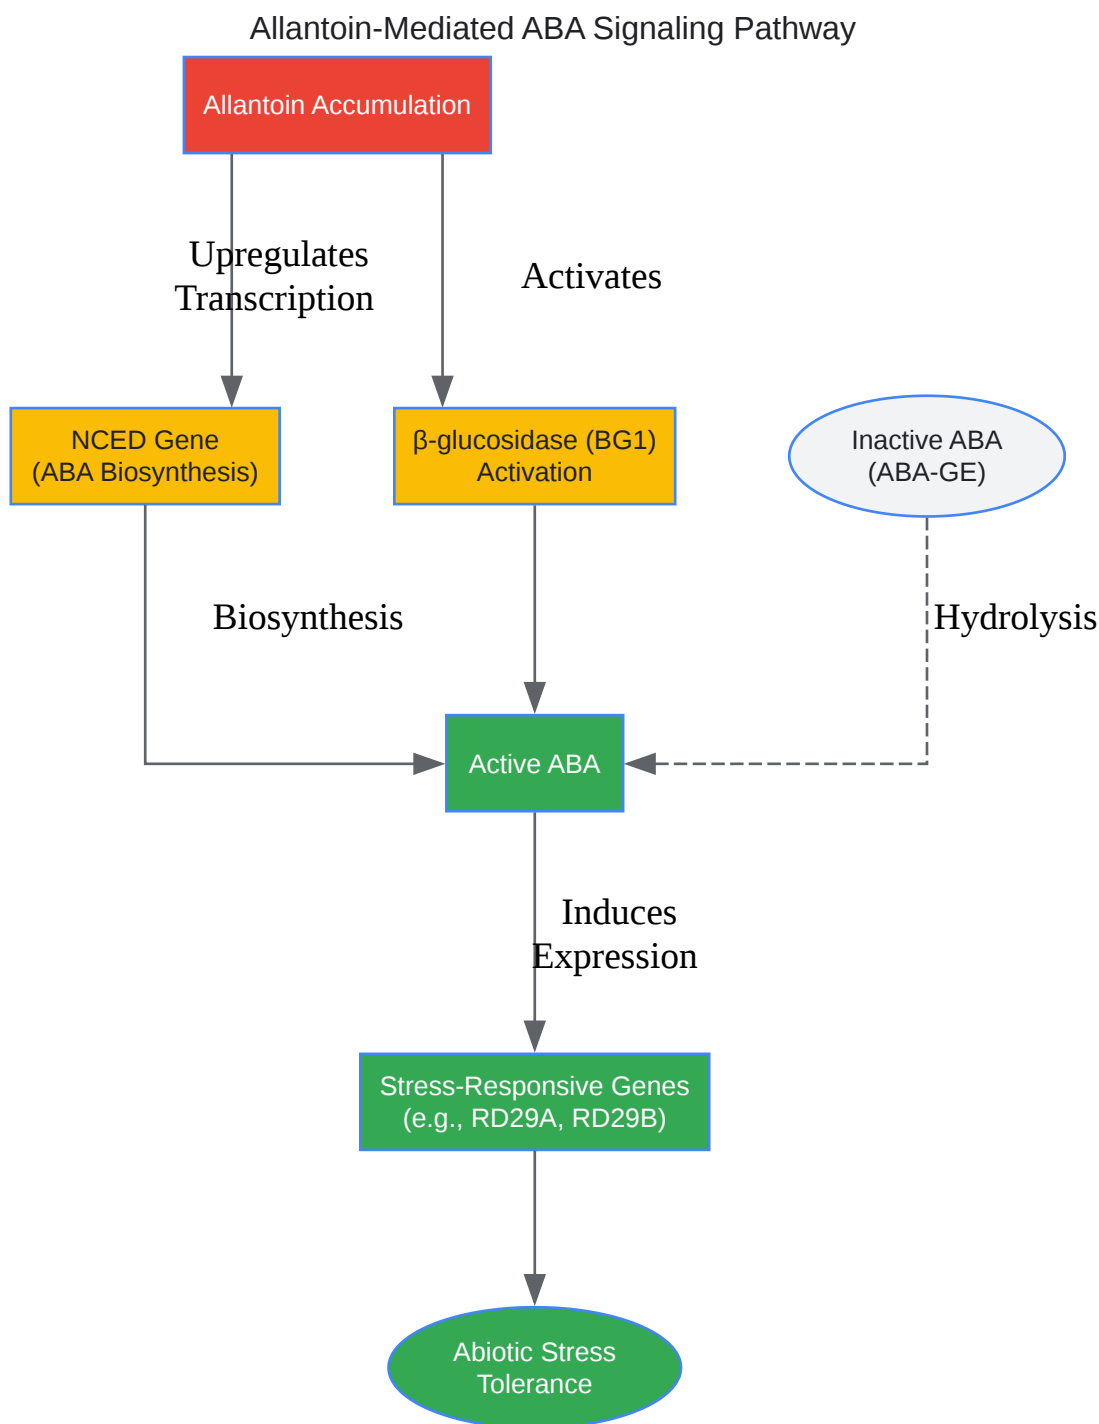 Allantoin-Mediated ABA Signaling Pathway
Allantoin Accumulation
Upregulates
Transcription
Activates
NCED Gene
(ABA Biosynthesis)
β-glucosidase (BG1)
Activation
Inactive ABA
(ABA-GE)
Biosynthesis
Hydrolysis
Active ABA
Induces
Expression
Stress-Responsive Genes
(e.g., RD29A, RD29B)
Abiotic Stress
Tolerance